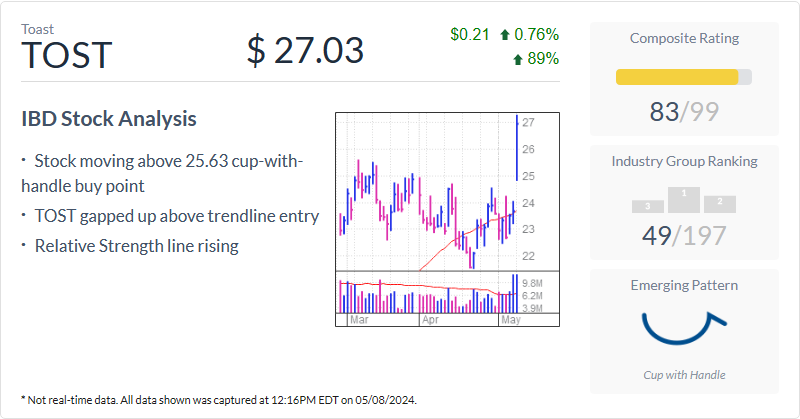 Toast
TOST
$ 27.03
$0.21 0.76%
89%
IBD Stock Analysis
· Stock moving above 25.63 cup-with-
handle buy point
· TOST gapped up above trendline entry
· Relative Strength line rising
27
26
25
24
23
22
9.8M
6.2M
3.9M
Mar Apr May
Composite Rating
83/99
Industry Group Ranking
3 1 2
49/197
Emerging Pattern
Cup with Handle
* Not real-time data. All data shown was captured at 12:16PM EDT on 05/08/2024.